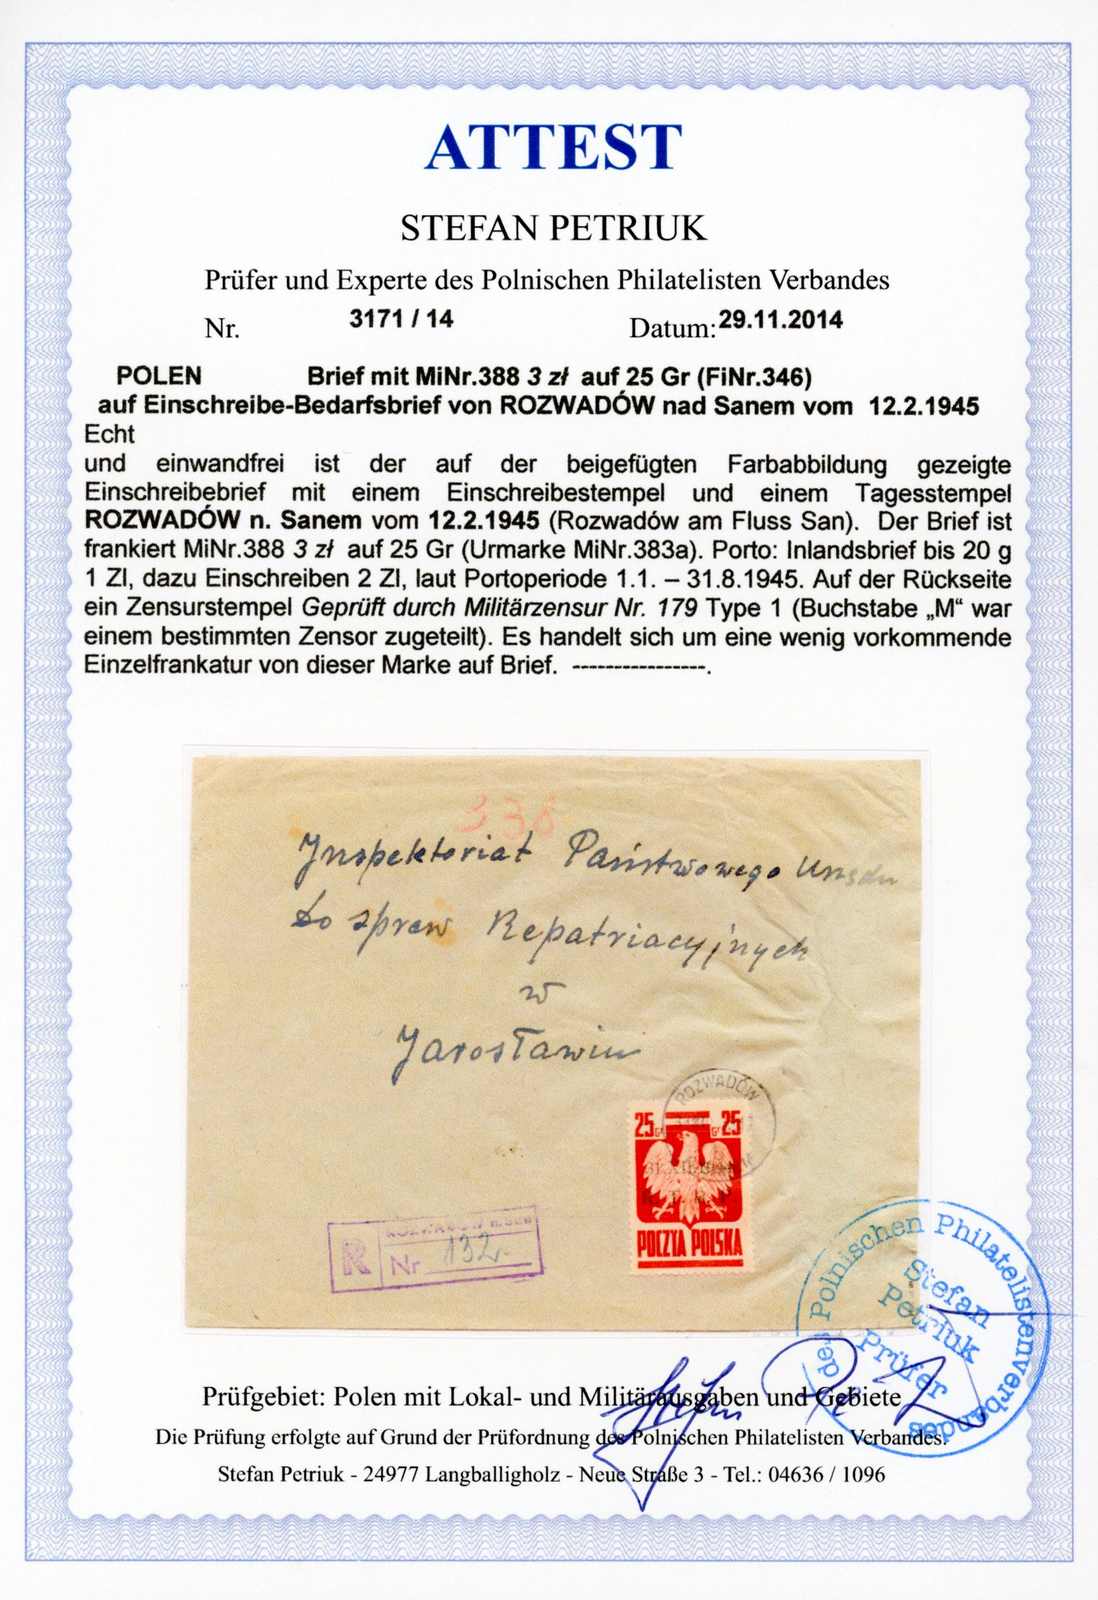 ATTEST
STEFAN PETRIUK
Prüfer und Experte des Polnischen Philatelisten Verbandes
Nr. 3171 / 14 Datum: 29.11.2014
POLEN Brief mit MiNr.388 3 zł auf 25 Gr (FiNr.346)
auf Einschreibe-Bedarfsbrief von ROZWADÓW nad Sanem vom 12.2.1945
Echt
und einwandfrei ist der auf der beigefügten Farbabbildung gezeigte
Einschreibebrief mit einem Einschreibestempel und einem Tagesstempel
ROZWADÓW n. Sanem vom 12.2.1945 (Rozwadów am Fluss San). Der Brief ist
frankiert MiNr.388 3 zł auf 25 Gr (Urmarke MiNr.383a). Porto: Inlandsbrief bis 20 g
1 Zl, dazu Einschreiben 2 Zl, laut Portoperiode 1.1. – 31.8.1945. Auf der Rückseite
ein Zensurstempel Geprüft durch Militärzensur Nr. 179 Type 1 (Buchstabe „M“ war
einem bestimmten Zensor zugeteilt). Es handelt sich um eine wenig vorkommende
Einzelfrankatur von dieser Marke auf Brief. ----------------.
338
Inspektoriat Państwowego
do spraw Repatriacyjnych
w
Jarosławiu
ROZWADÓW
25 Gr 25
POCZTA POLSKA
R ROZWADÓW
Nr 132
des Polnischen Philatelistenverbandes
Stefan
Petriuk
Prüfer
Prüfgebiet: Polen mit Lokal- und Militärausgaben und Gebiete
Die Prüfung erfolgte auf Grund der Prüfordnung des Polnischen Philatelisten Verbandes.
Stefan Petriuk - 24977 Langballigholz - Neue Straße 3 - Tel.: 04636 / 1096